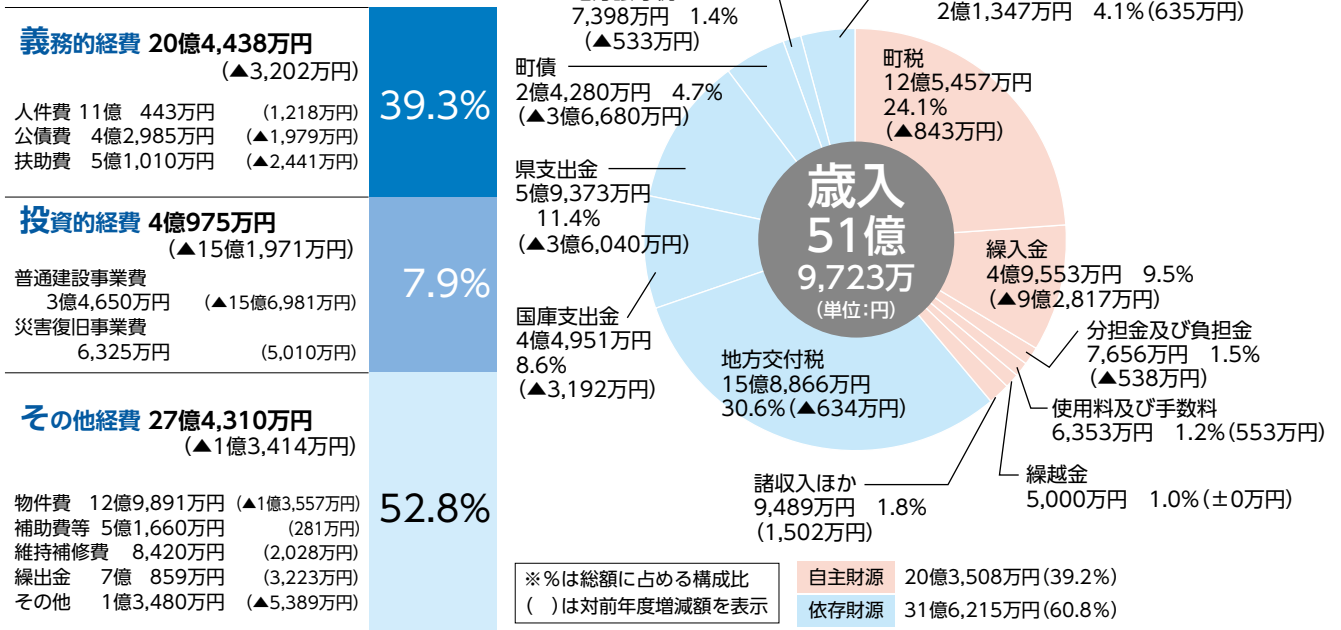 義務的経費 20億4,438万円
(▲3,202万円)
人件費 11億 443万円 (1,218万円)
公債費 4億2,985万円 (▲1,979万円)
扶助費 5億1,010万円 (▲2,441万円)
39.3%
投資的経費 4億975万円
(▲15億1,971万円)
普通建設事業費
3億4,650万円 (▲15億6,981万円)
災害復旧事業費
6,325万円 (5,010万円)
7.9%
その他経費 27億4,310万円
(▲1億3,414万円)
物件費 12億9,891万円 (▲1億3,557万円)
補助費等 5億1,660万円 (281万円)
維持補修費 8,420万円 (2,028万円)
繰出金 7億 859万円 (3,223万円)
その他 1億3,480万円 (▲5,389万円)
52.8%
7,398万円 1.4%
(▲533万円)
2億1,347万円 4.1%(635万円)
町債
2億4,280万円 4.7%
(▲3億6,680万円)
県支出金
5億9,373万円
11.4%
(▲3億6,040万円)
国庫支出金
4億4,951万円
8.6%
(▲3,192万円)
地方交付税
15億8,866万円
30.6%(▲634万円)
歳入
51億
9,723万
(単位:円)
町税
12億5,457万円
24.1%
(▲843万円)
繰入金
4億9,553万円 9.5%
(▲9億2,817万円)
分担金及び負担金
7,656万円 1.5%
(▲538万円)
使用料及び手数料
6,353万円 1.2%(553万円)
繰越金
5,000万円 1.0%(±0万円)
諸収入ほか
9,489万円 1.8%
(1,502万円)
※%は総額に占める構成比
( )は対前年度増減額を表示
自主財源 20億3,508万円(39.2%)
依存財源 31億6,215万円(60.8%)